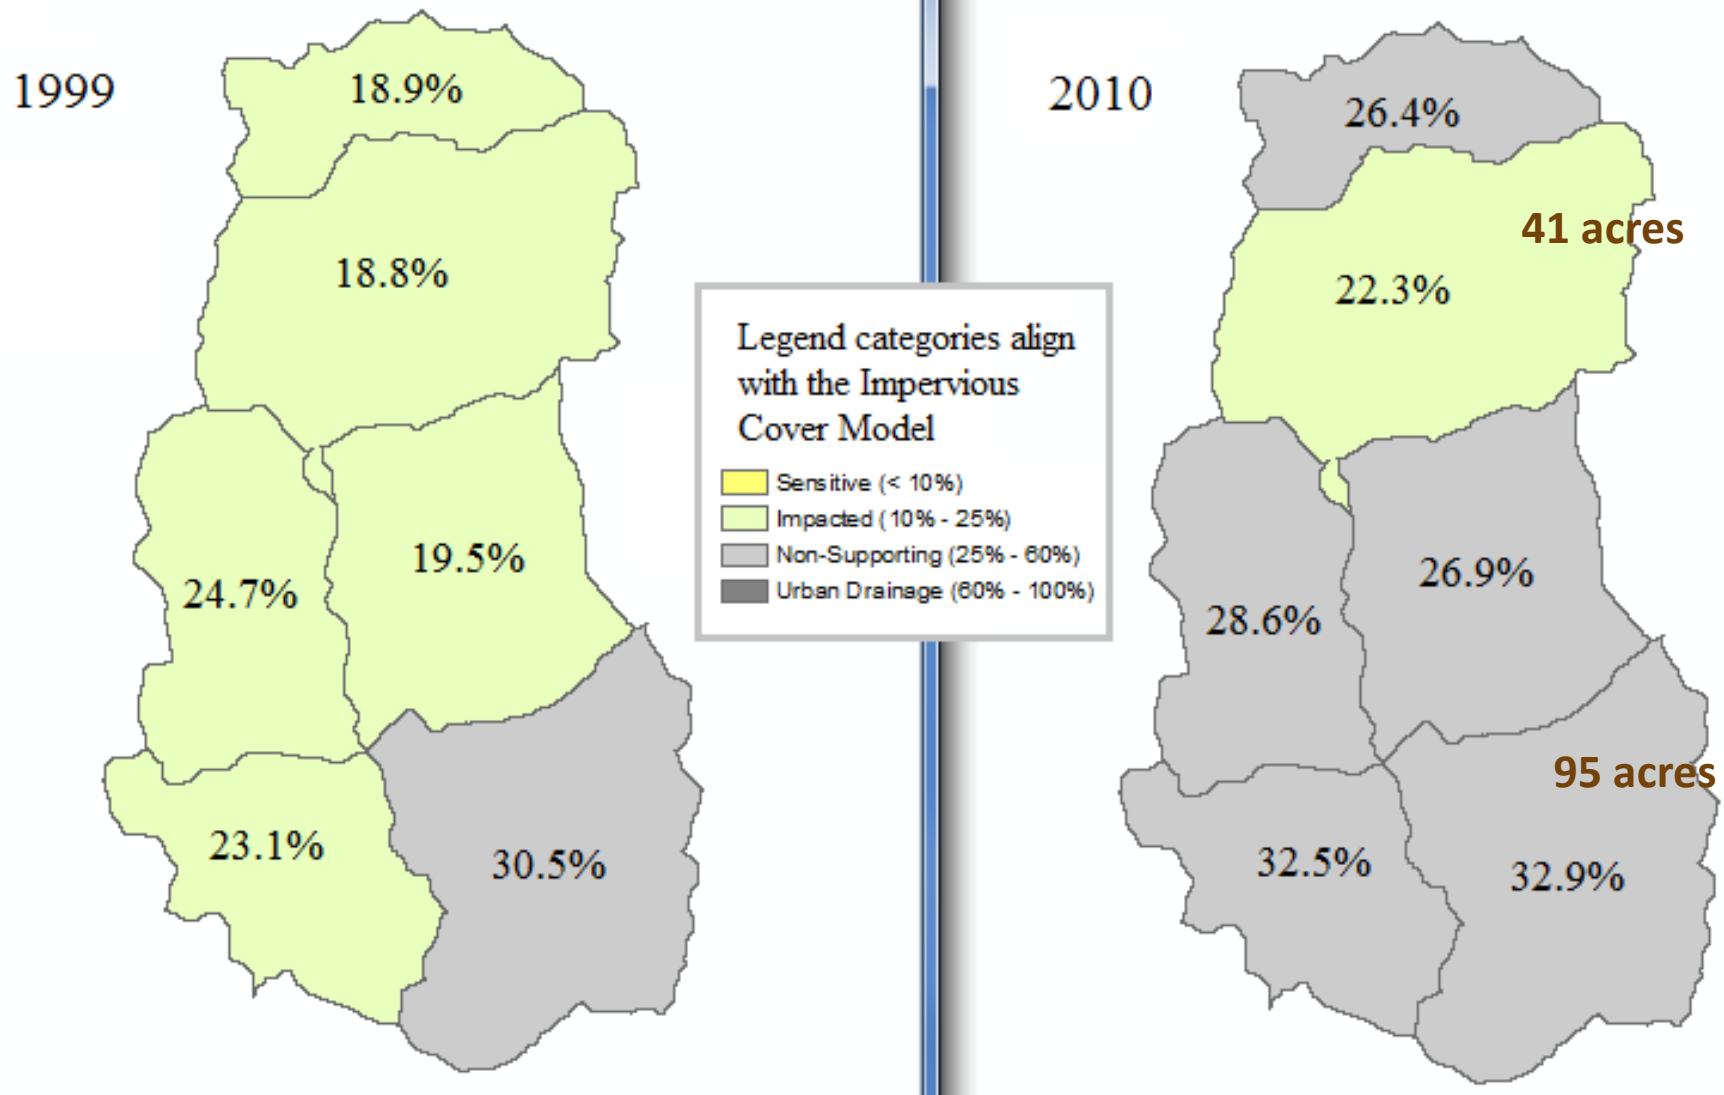 1999
18.9%
18.8%
24.7%
19.5%
23.1%
30.5%
Legend categories align
with the Impervious
Cover Model
Sensitive (< 10%)
Impacted (10% - 25%)
Non-Supporting (25% - 60%)
Urban Drainage (60% - 100%)
2010
26.4%
41 acres
22.3%
26.9%
28.6%
95 acres
32.5%
32.9%